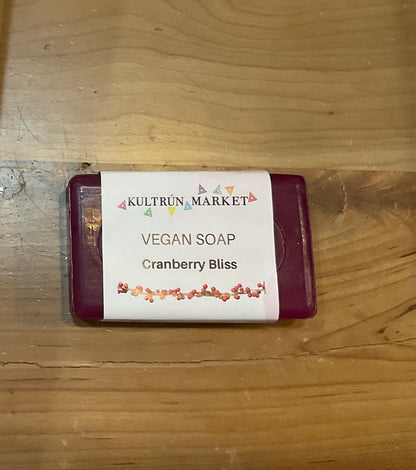 KULTRÚN MARKET
VEGAN SOAP
Cranberry Bliss